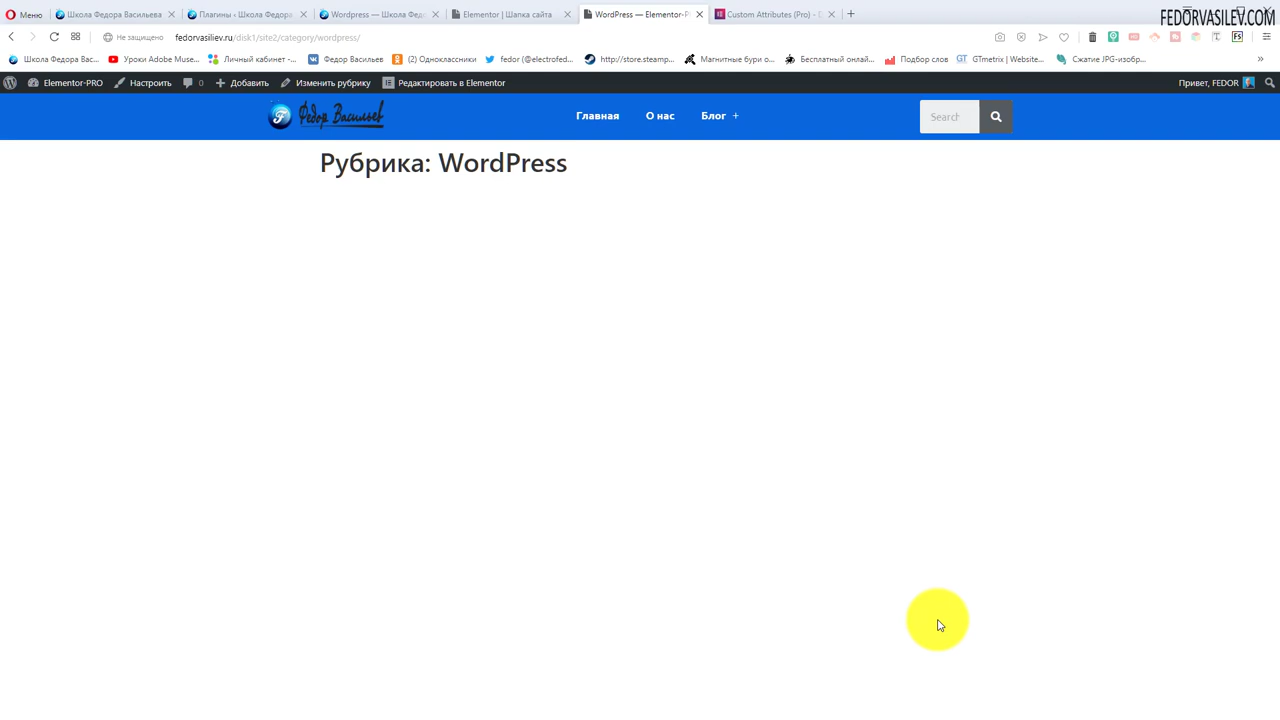 FEDORVASILEV.COM
Меню
Школа Федора Васильева
Плагины ‹ Школа Федора
Wordpress — Школа Федо
Elementor | Шапка сайта
WordPress — Elementor-P
Custom Attributes (Pro) - D
Не защищено
fedorvasiliev.ru/disk1/site2/category/wordpress/
Школа Федора Вас...
Уроки Adobe Muse...
Личный кабинет -...
Федор Васильев
(2) Одноклассники
fedor (@electrofed...
http://store.steamp...
Магнитные бури о...
Бесплатный онлай...
Подбор слов
GTmetrix | Website...
Сжатие JPG-изобр...
Elementor-PRO
Настроить
0
Добавить
Изменить рубрику
Редактировать в Elementor
Привет, FEDOR
Федор Васильев
Главная
О нас
Блог +
Search
Рубрика: WordPress